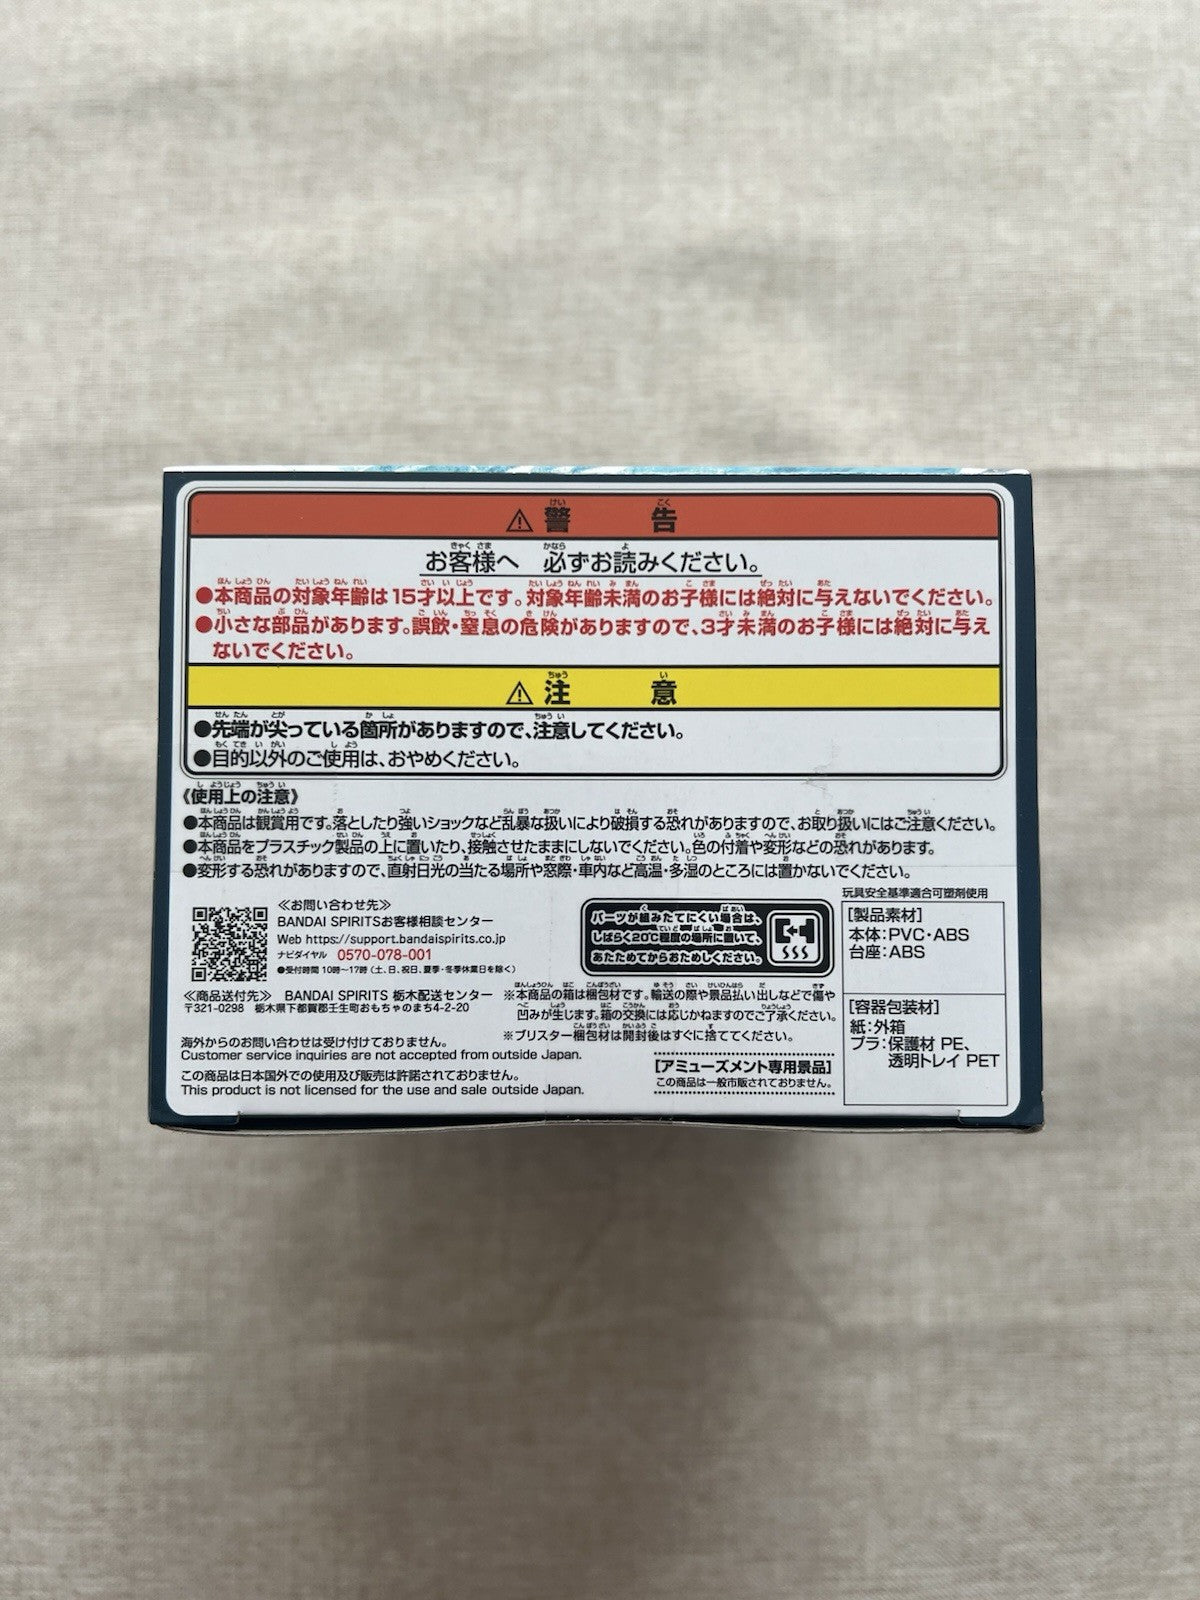 ⚠警告
お客様へ 必ずお読みください。
●本商品の対象年齢は15才以上です。対象年齢未満のお子様には絶対に与えないでください。
●小さな部品があります。誤飲・窒息の危険がありますので、3才未満のお子様には絶対に与え
ないでください。
⚠注意
●先端が尖っている箇所がありますので、注意してください。
●目的以外のご使用は、おやめください。
《使用上の注意》
●本商品は観賞用です。落としたり強いショックなど乱暴な扱いにより破損する恐れがありますので、お取り扱いにはご注意ください。
●本商品をプラスチック製品の上に置いたり、接触させたままにしないでください。色の付着や変形などの恐れがあります。
●変形する恐れがありますので、直射日光の当たる場所や窓際・車内など高温・多湿のところには置かないでください。
≪お問い合わせ先≫
BANDAI SPIRITSお客様相談センター
Web https://support.bandaispirits.co.jp
ナビダイヤル 0570-078-001
●受付時間 10時～17時(土、日、祝日、夏季・冬季休業日を除く)
≪商品送付先≫ BANDAI SPIRITS 栃木配送センター
〒321-0298 栃木県下都賀郡壬生町おもちゃのまち4-2-20
海外からのお問い合わせは受け付けておりません。
Customer service inquiries are not accepted from outside Japan.
この商品は日本国外での使用及び販売は許諾されておりません。
This product is not licensed for the use and sale outside Japan.
パーツが組みたてにくい場合は、
しばらく20℃程度の場所に置いて、
あたためてからおためしください。
※本商品の箱は梱包材です。輸送の際や景品払い出しなどで傷や
凹みが生じます。箱の交換には応じかねますのでご了承ください。
※ブリスター梱包材は開封後はすぐに捨ててください。
[アミューズメント専用景品]
この商品は一般市販されておりません。
玩具安全基準適合可塑剤使用
[製品素材]
本体:PVC・ABS
台座:ABS
[容器包装材]
紙:外箱
プラ:保護材 PE、
透明トレイ PET